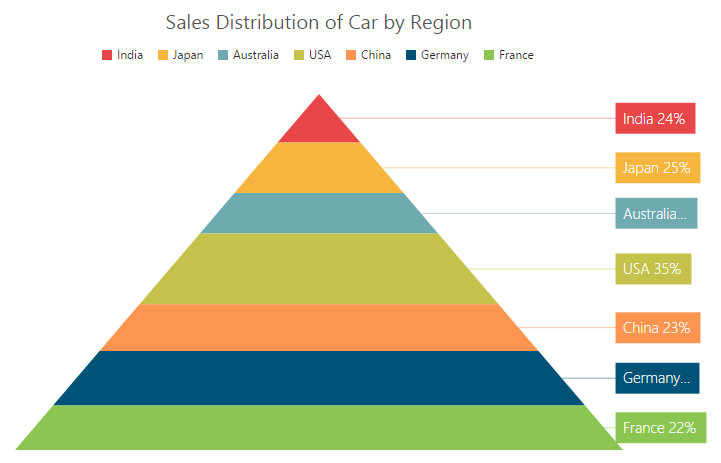 Sales Distribution of Car by Region
India Japan Australia USA China Germany France
India 24%
Japan 25%
Australia...
USA 35%
China 23%
Germany...
France 22%